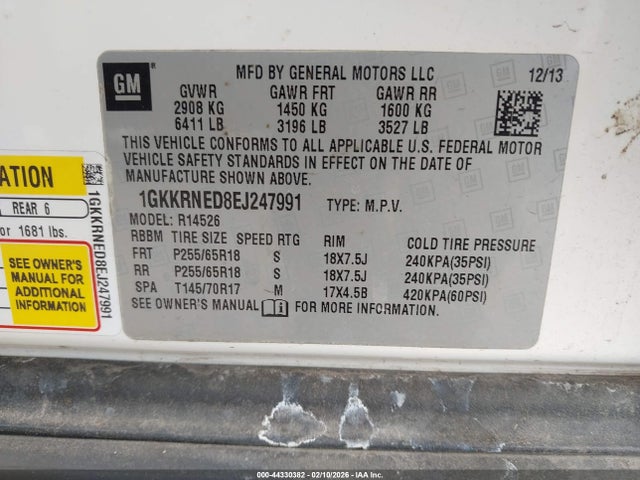 GM
MFD BY GENERAL MOTORS LLC 12/13
GVWR GAWR FRT GAWR RR
2908 KG 1450 KG 1600 KG
6411 LB 3196 LB 3527 LB
THIS VEHICLE CONFORMS TO ALL APPLICABLE U.S. FEDERAL MOTOR
VEHICLE SAFETY STANDARDS IN EFFECT ON THE DATE OF
MANUFACTURE SHOWN ABOVE.
1GKKRNED8EJ247991 TYPE: M.P.V.
MODEL: R14526
RBBM TIRE SIZE SPEED RTG RIM COLD TIRE PRESSURE
FRT P255/65R18 S 18X7.5J 240KPA(35PSI)
RR P255/65R18 S 18X7.5J 240KPA(35PSI)
SPA T145/70R17 M 17X4.5B 420KPA(60PSI)
SEE OWNER'S MANUAL FOR MORE INFORMATION.
ATION
REAR 6
r 1681 lbs.
SEE OWNER'S
MANUAL FOR
ADDITIONAL
INFORMATION
1GKKRNED8EJ247991
000-44330382 - 02/10/2026 - IAAI.COM